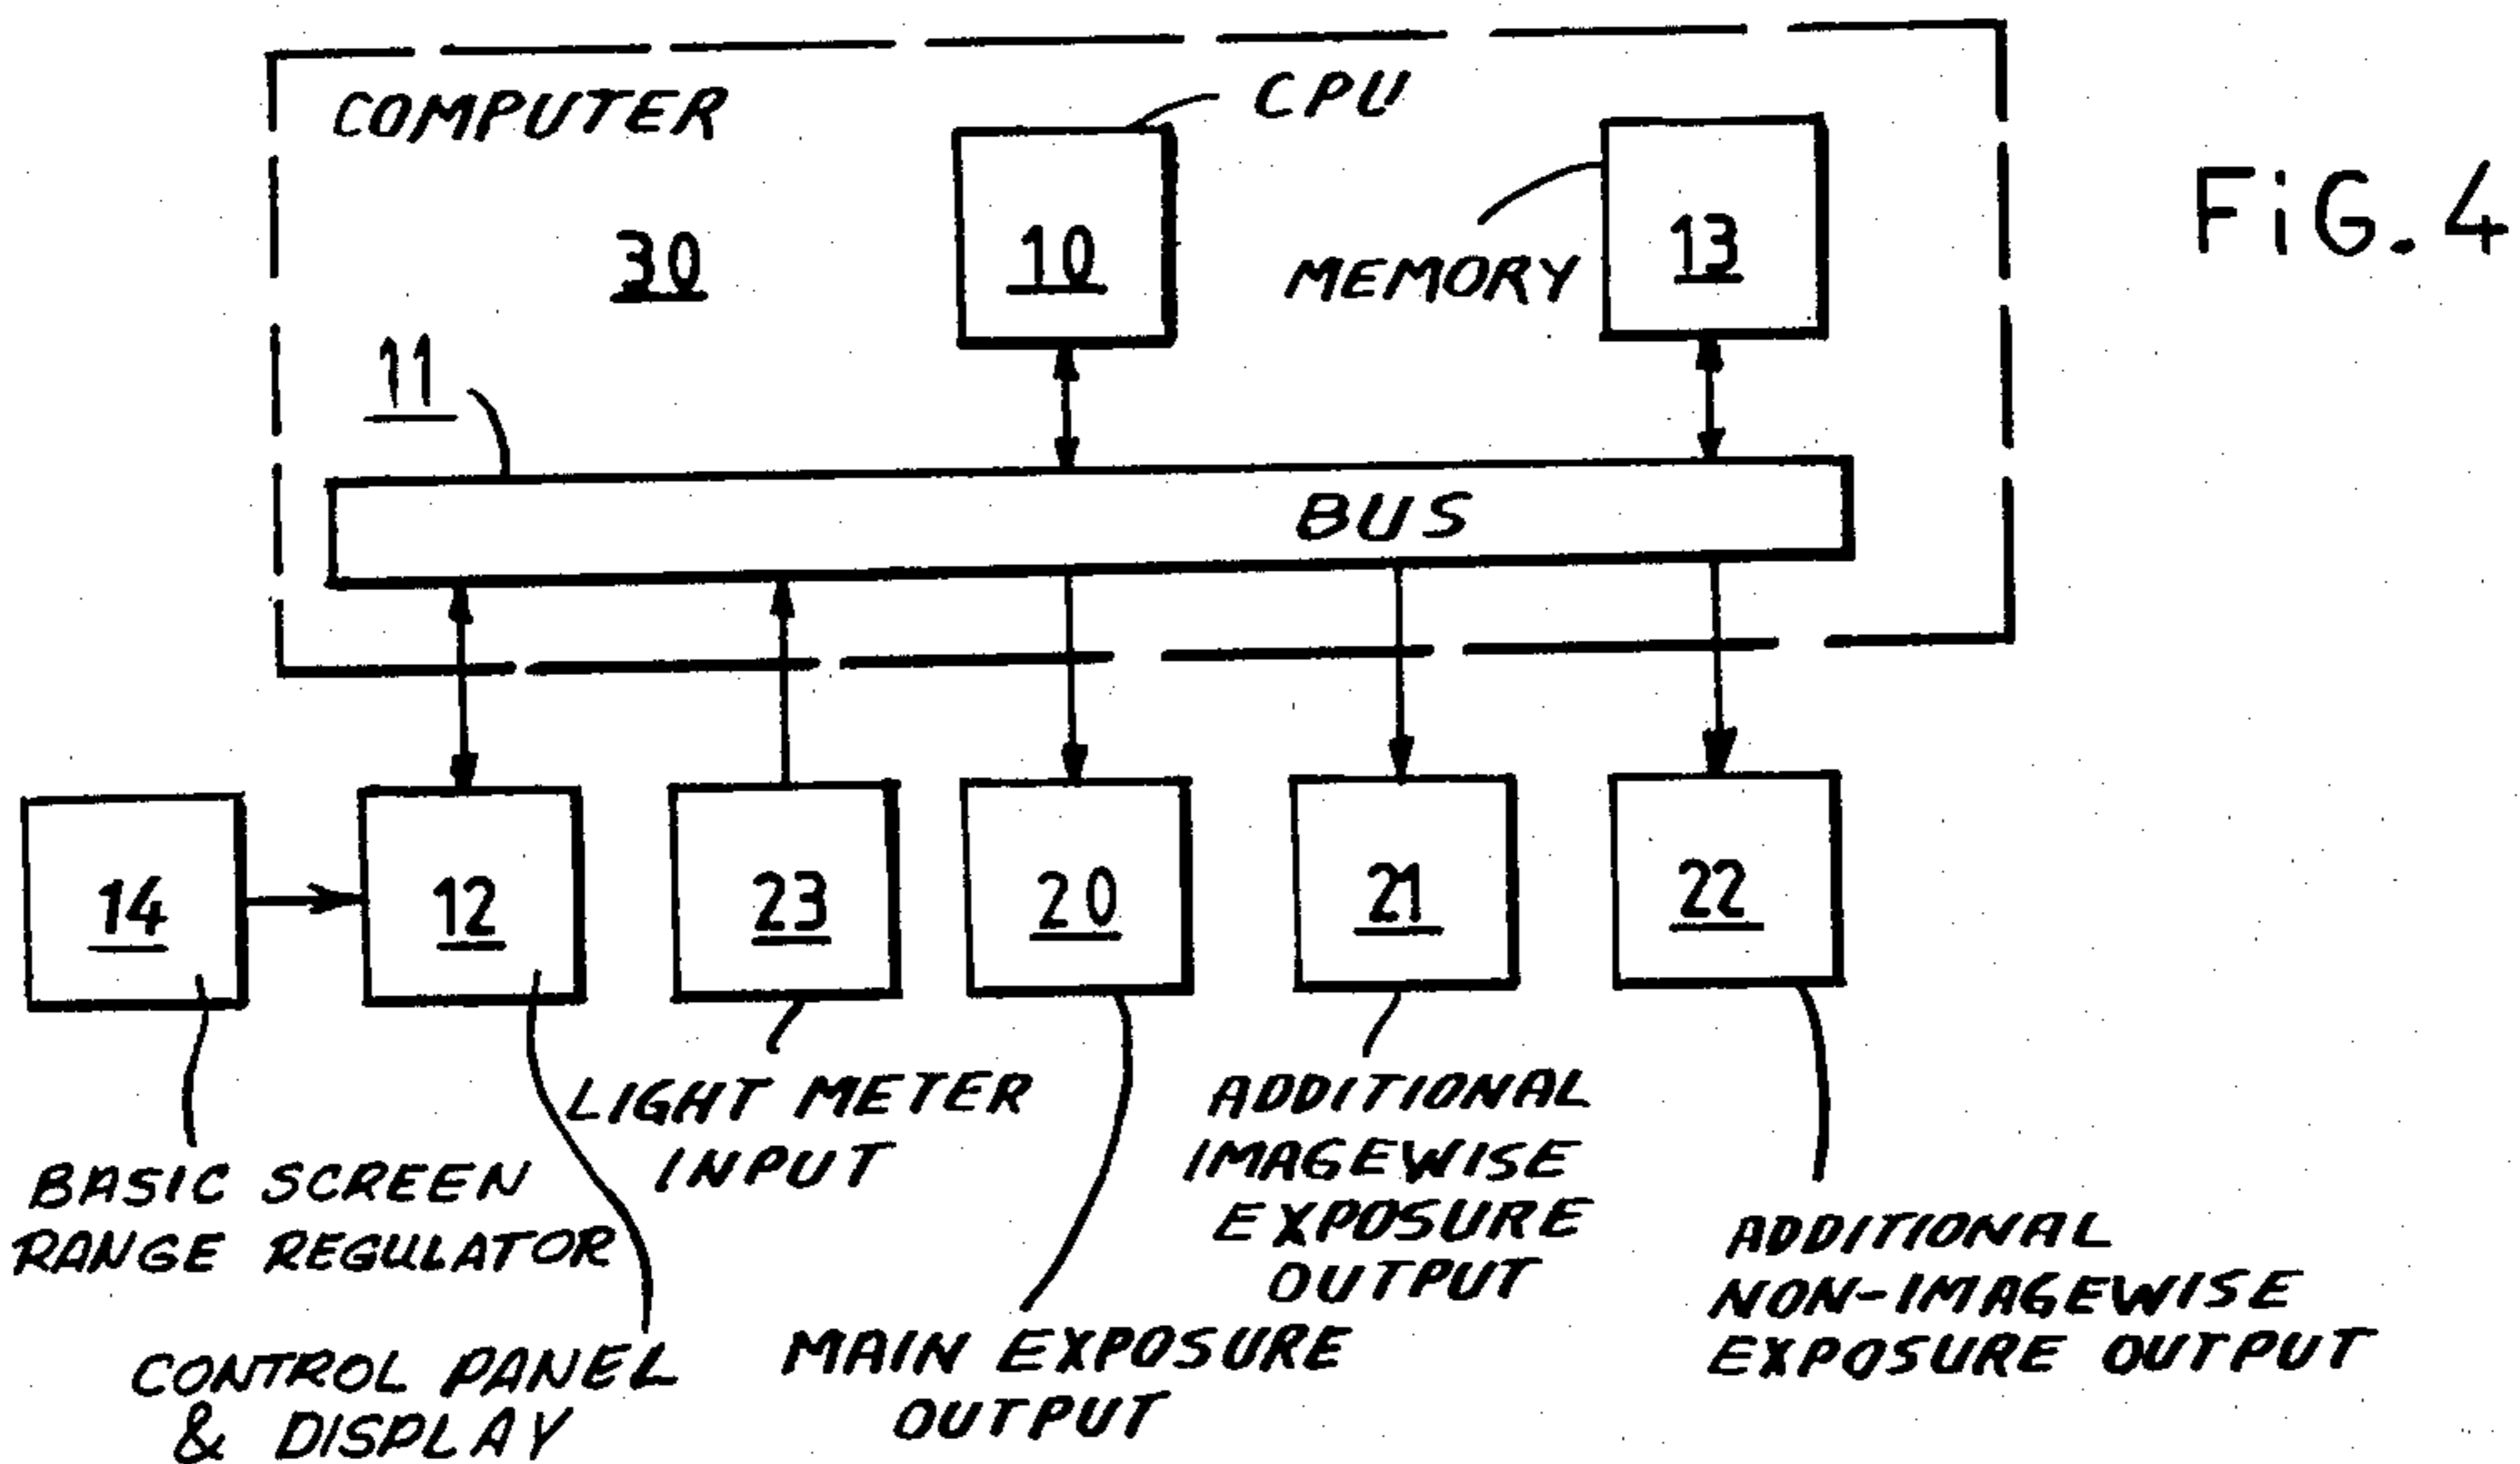 COMPUTER
CPU
30
10
MEMORY
13
FiG. 4
11
BUS
14
12
23
20
21
22
LIGHT METER
INPUT
ADDITIONAL
IMAGEWISE
EXPOSURE
OUTPUT
BASIC SCREEN
RANGE REGULATOR
ADDITIONAL
NON-IMAGEWISE
EXPOSURE OUTPUT
CONTROL PANEL
& DISPLAY
MAIN EXPOSURE
OUTPUT